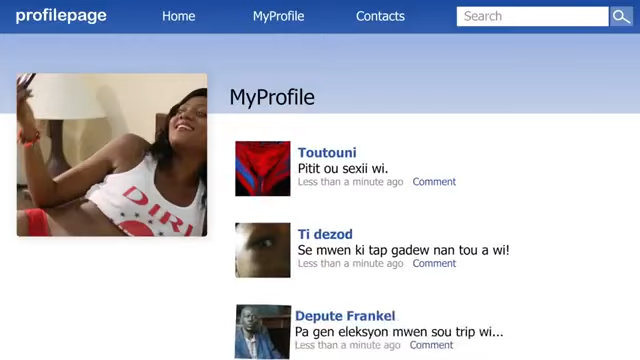 profilepage
Home
MyProfile
Contacts
Search
MyProfile
DIRL
Toutouni
Pitit ou sexii wi.
Less than a minute ago Comment
Ti dezod
Se mwen ki tap gadew nan tou a wi!
Less than a minute ago Comment
Depute Frankel
Pa gen eleksyon mwen sou trip wi...
Less than a minute ago Comment